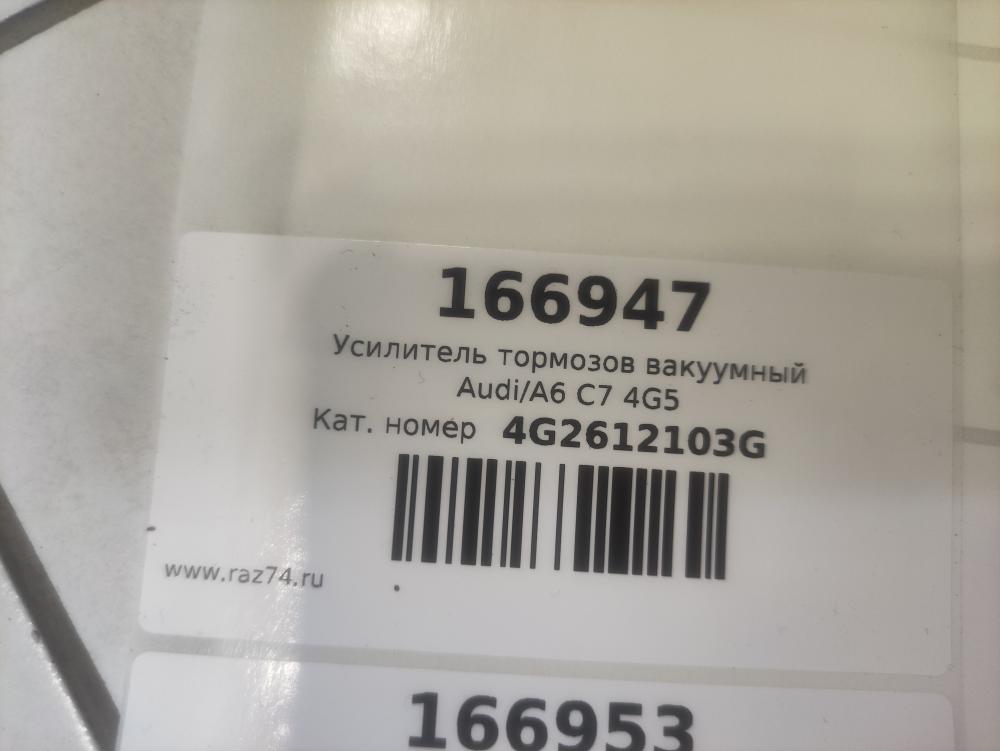 166947
Усилитель тормозов вакуумный
Audi/A6 C7 4G5
Кат. номер 4G2612103G
www.raz74.ru
166953